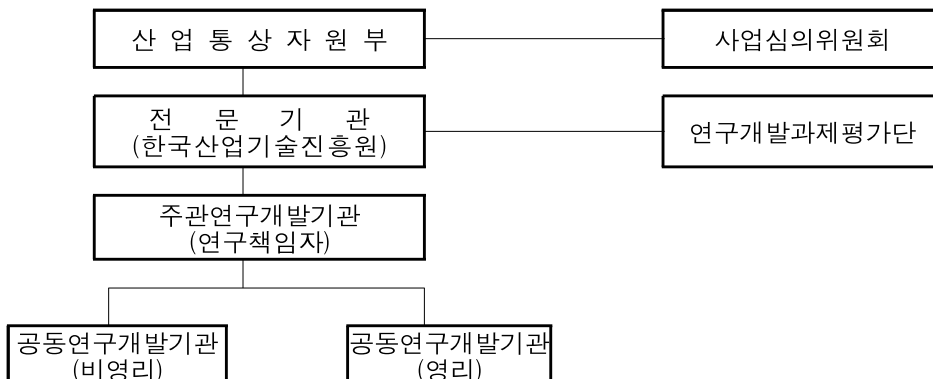 산 업 통 상 자 원 부
사업심의위원회
전 문 기 관
(한국산업기술진흥원)
연구개발과제평가단
주관연구개발기관
(연구책임자)
공동연구개발기관
(비영리)
공동연구개발기관
(영리)